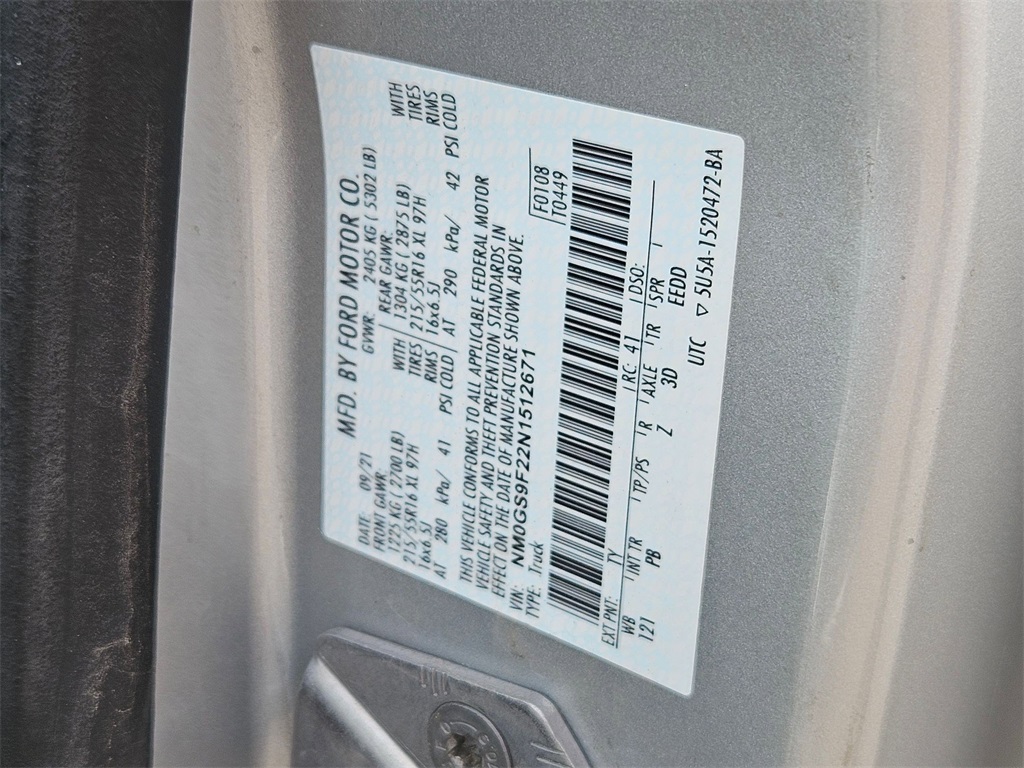 MFD. BY FORD MOTOR CO.
DATE: 09/21 GVWR: 2405 KG ( 5302 LB)
FRONT GAWR: REAR GAWR:
1225 KG ( 2700 LB) WITH 1304 KG ( 2875 LB) WITH
215/55R16 XL 97H TIRES 215/55R16 XL 97H TIRES
16x6.5J RIMS 16x6.5J RIMS
AT 280 kPa/ 41 PSI COLD AT 290 kPa/ 42 PSI COLD
THIS VEHICLE CONFORMS TO ALL APPLICABLE FEDERAL MOTOR
VEHICLE SAFETY AND THEFT PREVENTION STANDARDS IN
EFFECT ON THE DATE OF MANUFACTURE SHOWN ABOVE.
VIN: NM0GS9F22N1512671
TYPE: Truck
F0108
T0449
EXT PNT: TY RC: 41 DSO:
WB INT TR TP/PS R AXLE TR SPR
121 PB Z 3D EEDD
UTC ▽ 5U5A-1520472-BA